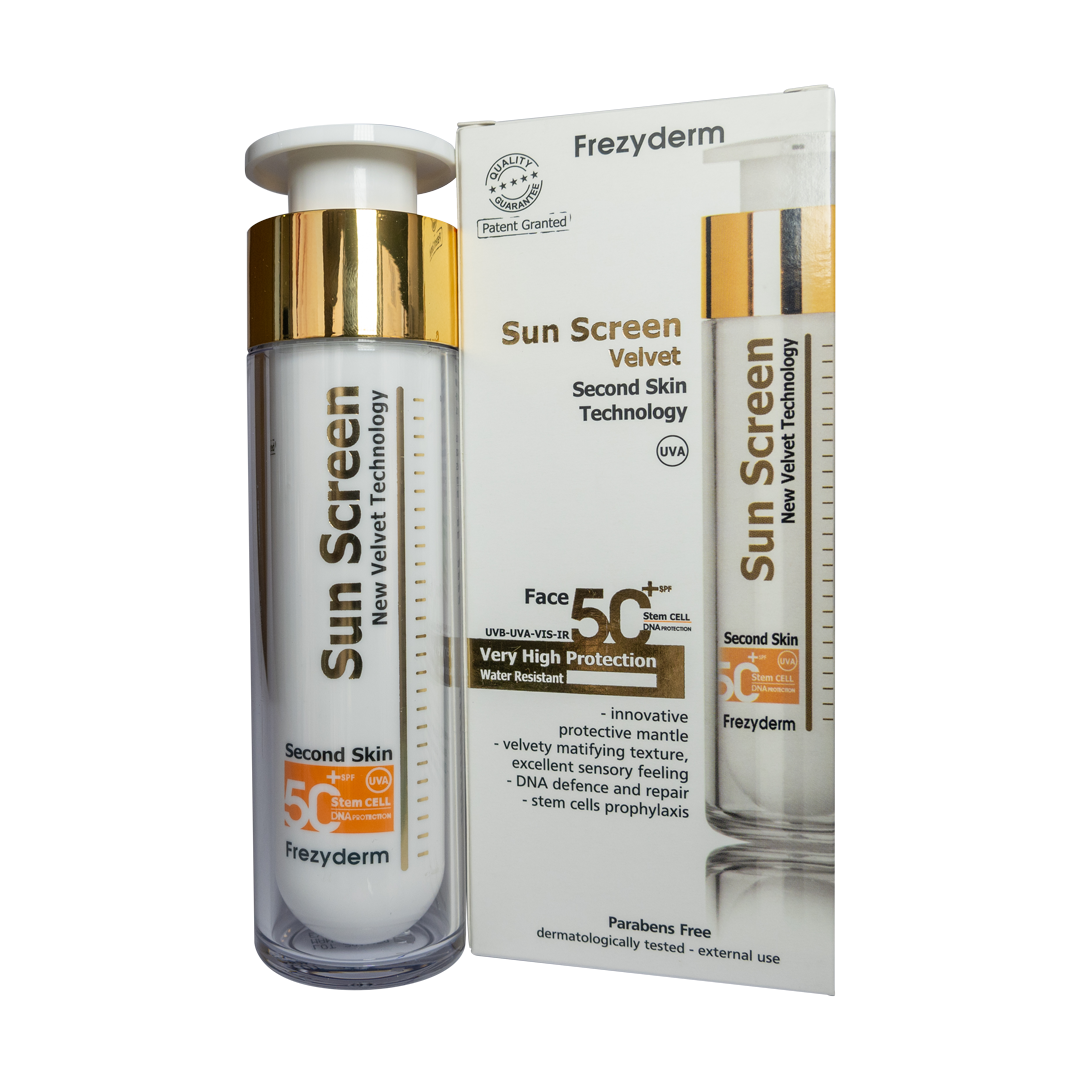 Sun Screen
New Velvet Technology
Second Skin
50+ SPF
UVA
Stem CELL
DNA PROTECTION
Frezyderm
Frezyderm
QUALITY
GUARANTEE
Patent Granted
Sun Screen
Velvet
Second Skin
Technology
UVA
Face 50+ SPF
Stem CELL
DNA PROTECTION
UVB-UVA-VIS-IR
Very High Protection
Water Resistant
- innovative
protective mantle
- velvety matifying texture,
excellent sensory feeling
- DNA defence and repair
- stem cells prophylaxis
Parabens Free
dermatologically tested - external use
Sun Screen
New Velvet Technology
Second Skin
50+ SPF
UVA
Stem CELL
DNA PROTECTION
Frezyderm